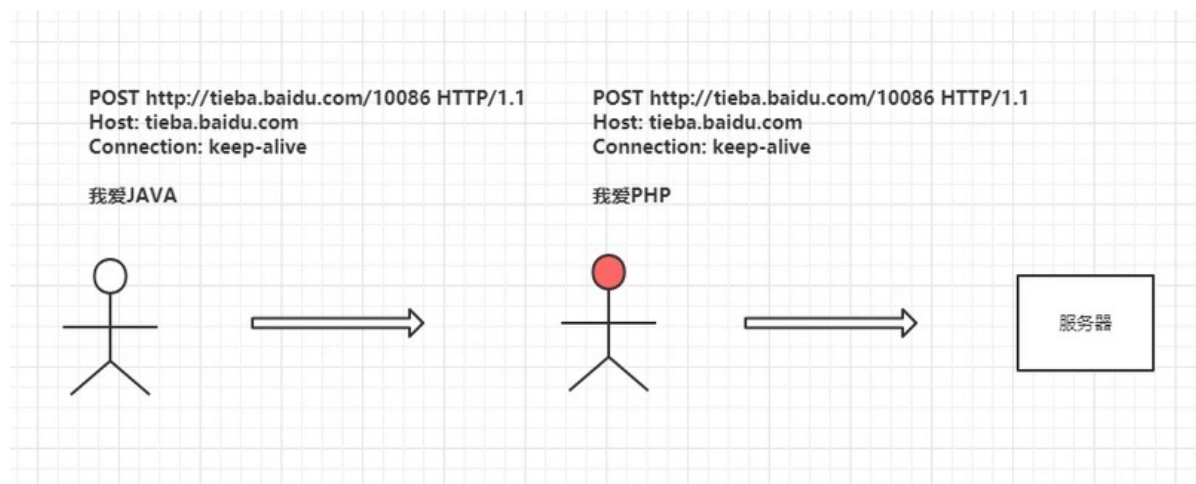 POST http://tieba.baidu.com/10086 HTTP/1.1
Host: tieba.baidu.com
Connection: keep-alive
我爱JAVA
POST http://tieba.baidu.com/10086 HTTP/1.1
Host: tieba.baidu.com
Connection: keep-alive
我爱PHP
服务器